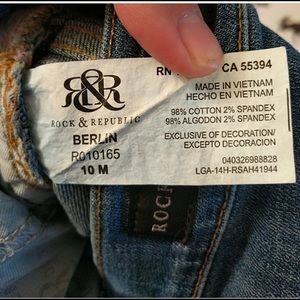 R&R
ROCK & REPUBLIC
BERLIN
R010165
10 M
RN
CA 55394
MADE IN VIETNAM
HECHO EN VIETNAM
98% COTTON 2% SPANDEX
98% ALGODON 2% SPANDEX
EXCLUSIVE OF DECORATION/
EXCEPTO DECORACION
040326988828
LGA-14H-RSAH41944
ROCK